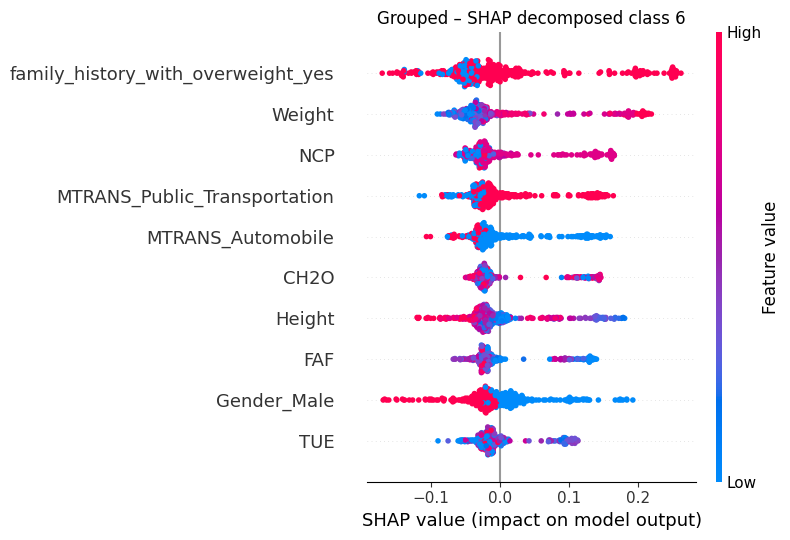 Grouped – SHAP decomposed class 6
High
family_history_with_overweight_yes
Weight
NCP
MTRANS_Public_Transportation
MTRANS_Automobile
CH2O
Height
FAF
Gender_Male
TUE
Feature value
Low
−0.1 0.0 0.1 0.2
SHAP value (impact on model output)